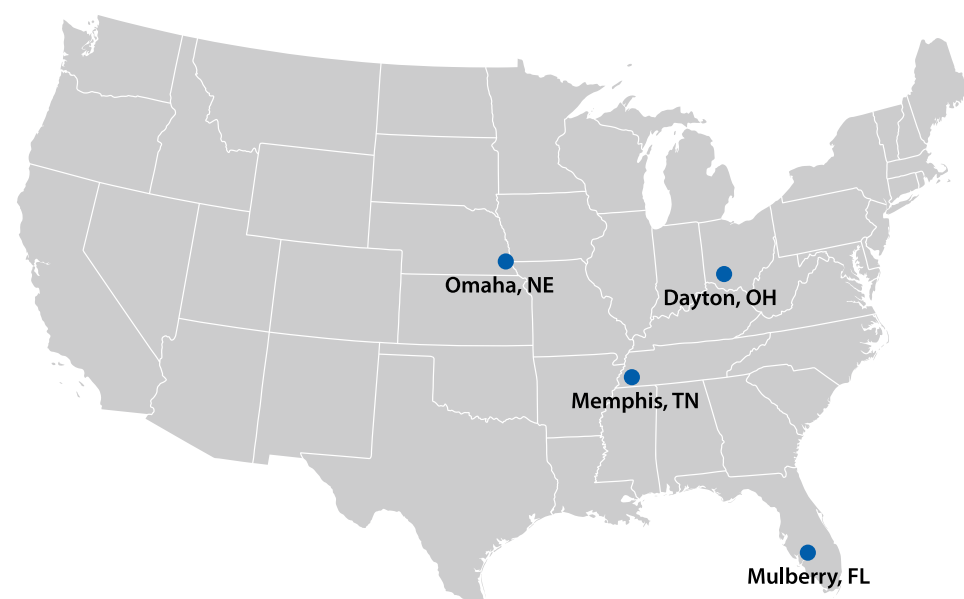 Omaha, NE
Dayton, OH
Memphis, TN
Mulberry, FL